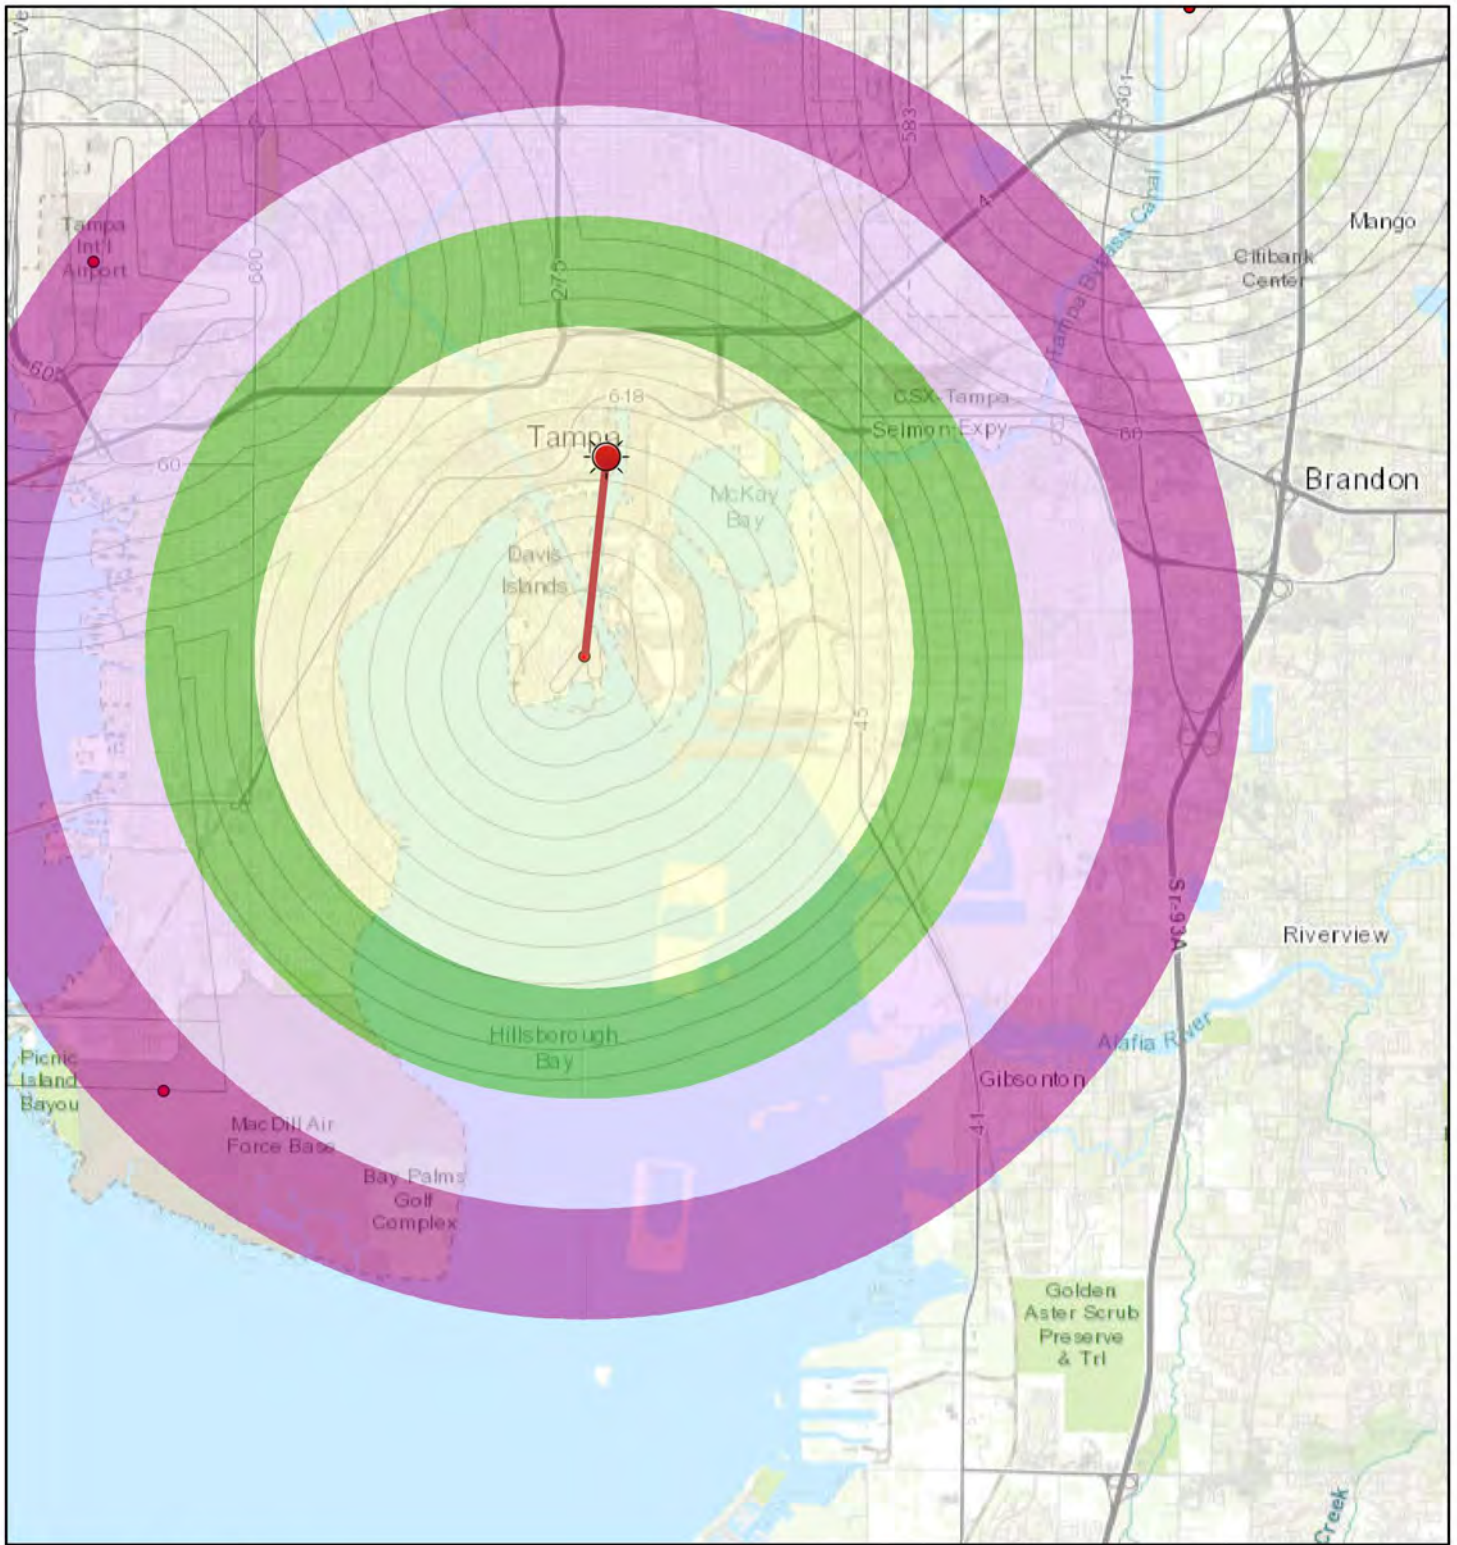 Ve
583
S-301
4
Tampa
Int'l
Airport
600
275
Tampa Bypass Canal
Mango
Citibank
Center
60
618
CSX-Tampa
Selmon Expy
Tampa
60
60
Brandon
McKay
Bay
Davis
Islands
45
Sr-93A
Riverview
Hillsborough
Bay
Alafia River
Picnic
Island
Bayou
Gibsonton
41
MacDill Air
Force Base
Bay Palms
Golf
Complex
Golden
Aster Scrub
Preserve
& Trl
Creek